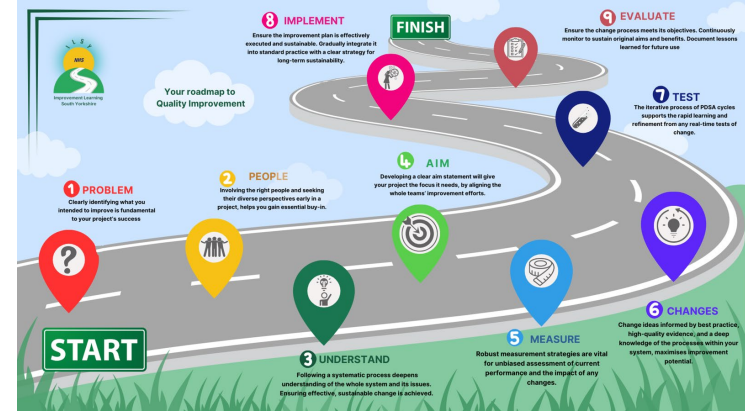 ILSY
NHS
Improvement Learning
South Yorkshire
Your roadmap to
Quality Improvement
START
1 PROBLEM
Clearly identifying what you
intended to improve is fundamental
to your project's success
2 PEOPLE
Involving the right people and seeking
their diverse perspectives early in a
project, helps you gain essential buy-in.
3 UNDERSTAND
Following a systematic process deepens
understanding of the whole system and its issues.
Ensuring effective, sustainable change is achieved.
4 AIM
Developing a clear aim statement will give
your project the focus it needs, by aligning the
whole teams' improvement efforts.
5 MEASURE
Robust measurement strategies are vital
for unbiased assessment of current
performance and the impact of any
changes.
6 CHANGES
Change ideas informed by best practice,
high-quality evidence, and a deep
knowledge of the processes within your
system, maximises improvement
potential.
7 TEST
The iterative process of PDSA cycles
supports the rapid learning and
refinement from any real-time tests of
change.
8 IMPLEMENT
Ensure the improvement plan is effectively
executed and sustainable. Gradually integrate it
into standard practice with a clear strategy for
long-term sustainability.
9 EVALUATE
Ensure the change process meets its objectives. Continuously
monitor to sustain original aims and benefits. Document lessons
learned for future use
FINISH